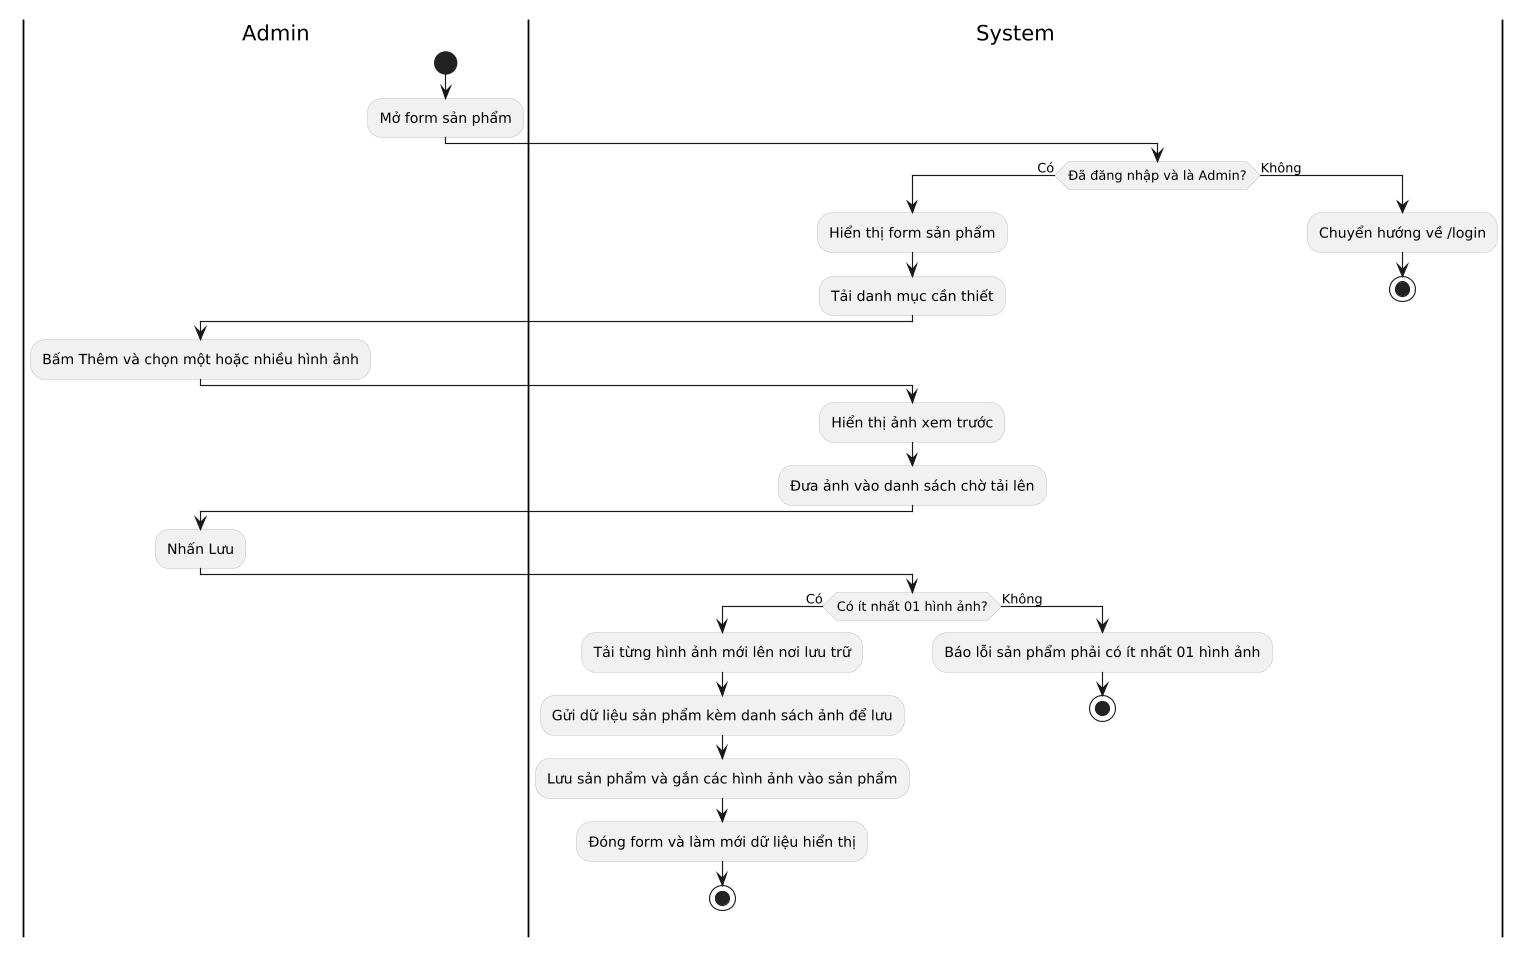 Admin
System
Mở form sản phẩm
Có
Đã đăng nhập và là Admin?
Không
Hiển thị form sản phẩm
Chuyển hướng về /login
Tải danh mục cần thiết
Bấm Thêm và chọn một hoặc nhiều hình ảnh
Hiển thị ảnh xem trước
Đưa ảnh vào danh sách chờ tải lên
Nhấn Lưu
Có
Có ít nhất 01 hình ảnh?
Không
Tải từng hình ảnh mới lên nơi lưu trữ
Báo lỗi sản phẩm phải có ít nhất 01 hình ảnh
Gửi dữ liệu sản phẩm kèm danh sách ảnh để lưu
Lưu sản phẩm và gắn các hình ảnh vào sản phẩm
Đóng form và làm mới dữ liệu hiển thị